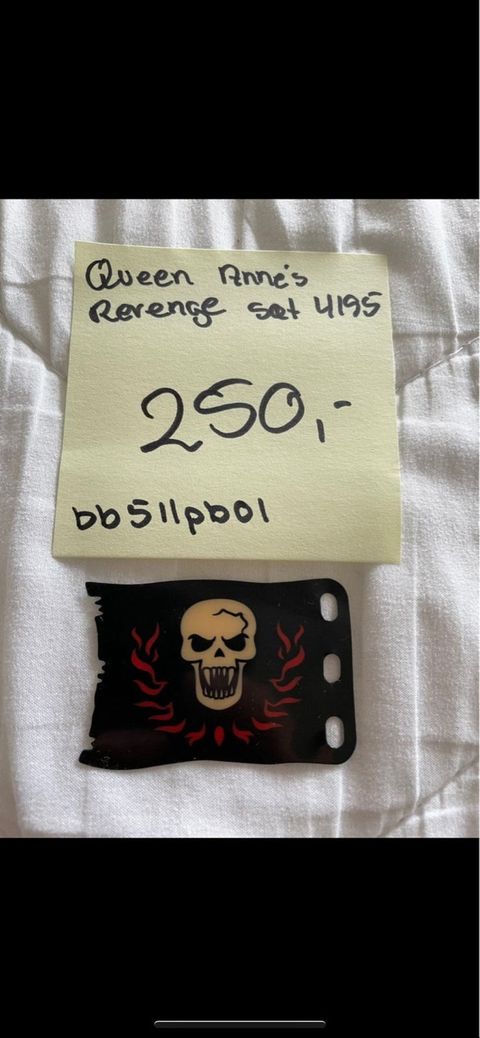 Queen Anne's
Revenge set 4195
250,-
bb511pb01